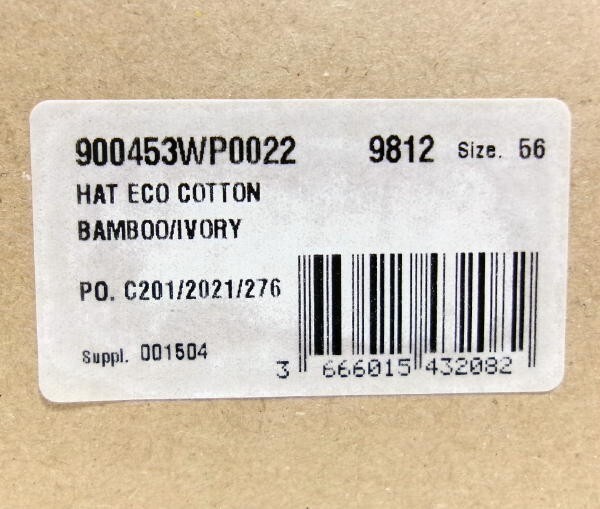 900453WP0022 9812 Size. 56
HAT ECO COTTON
BAMBOO/IVORY
PO. C201/2021/276
Suppl. 001504
3 666015 432082